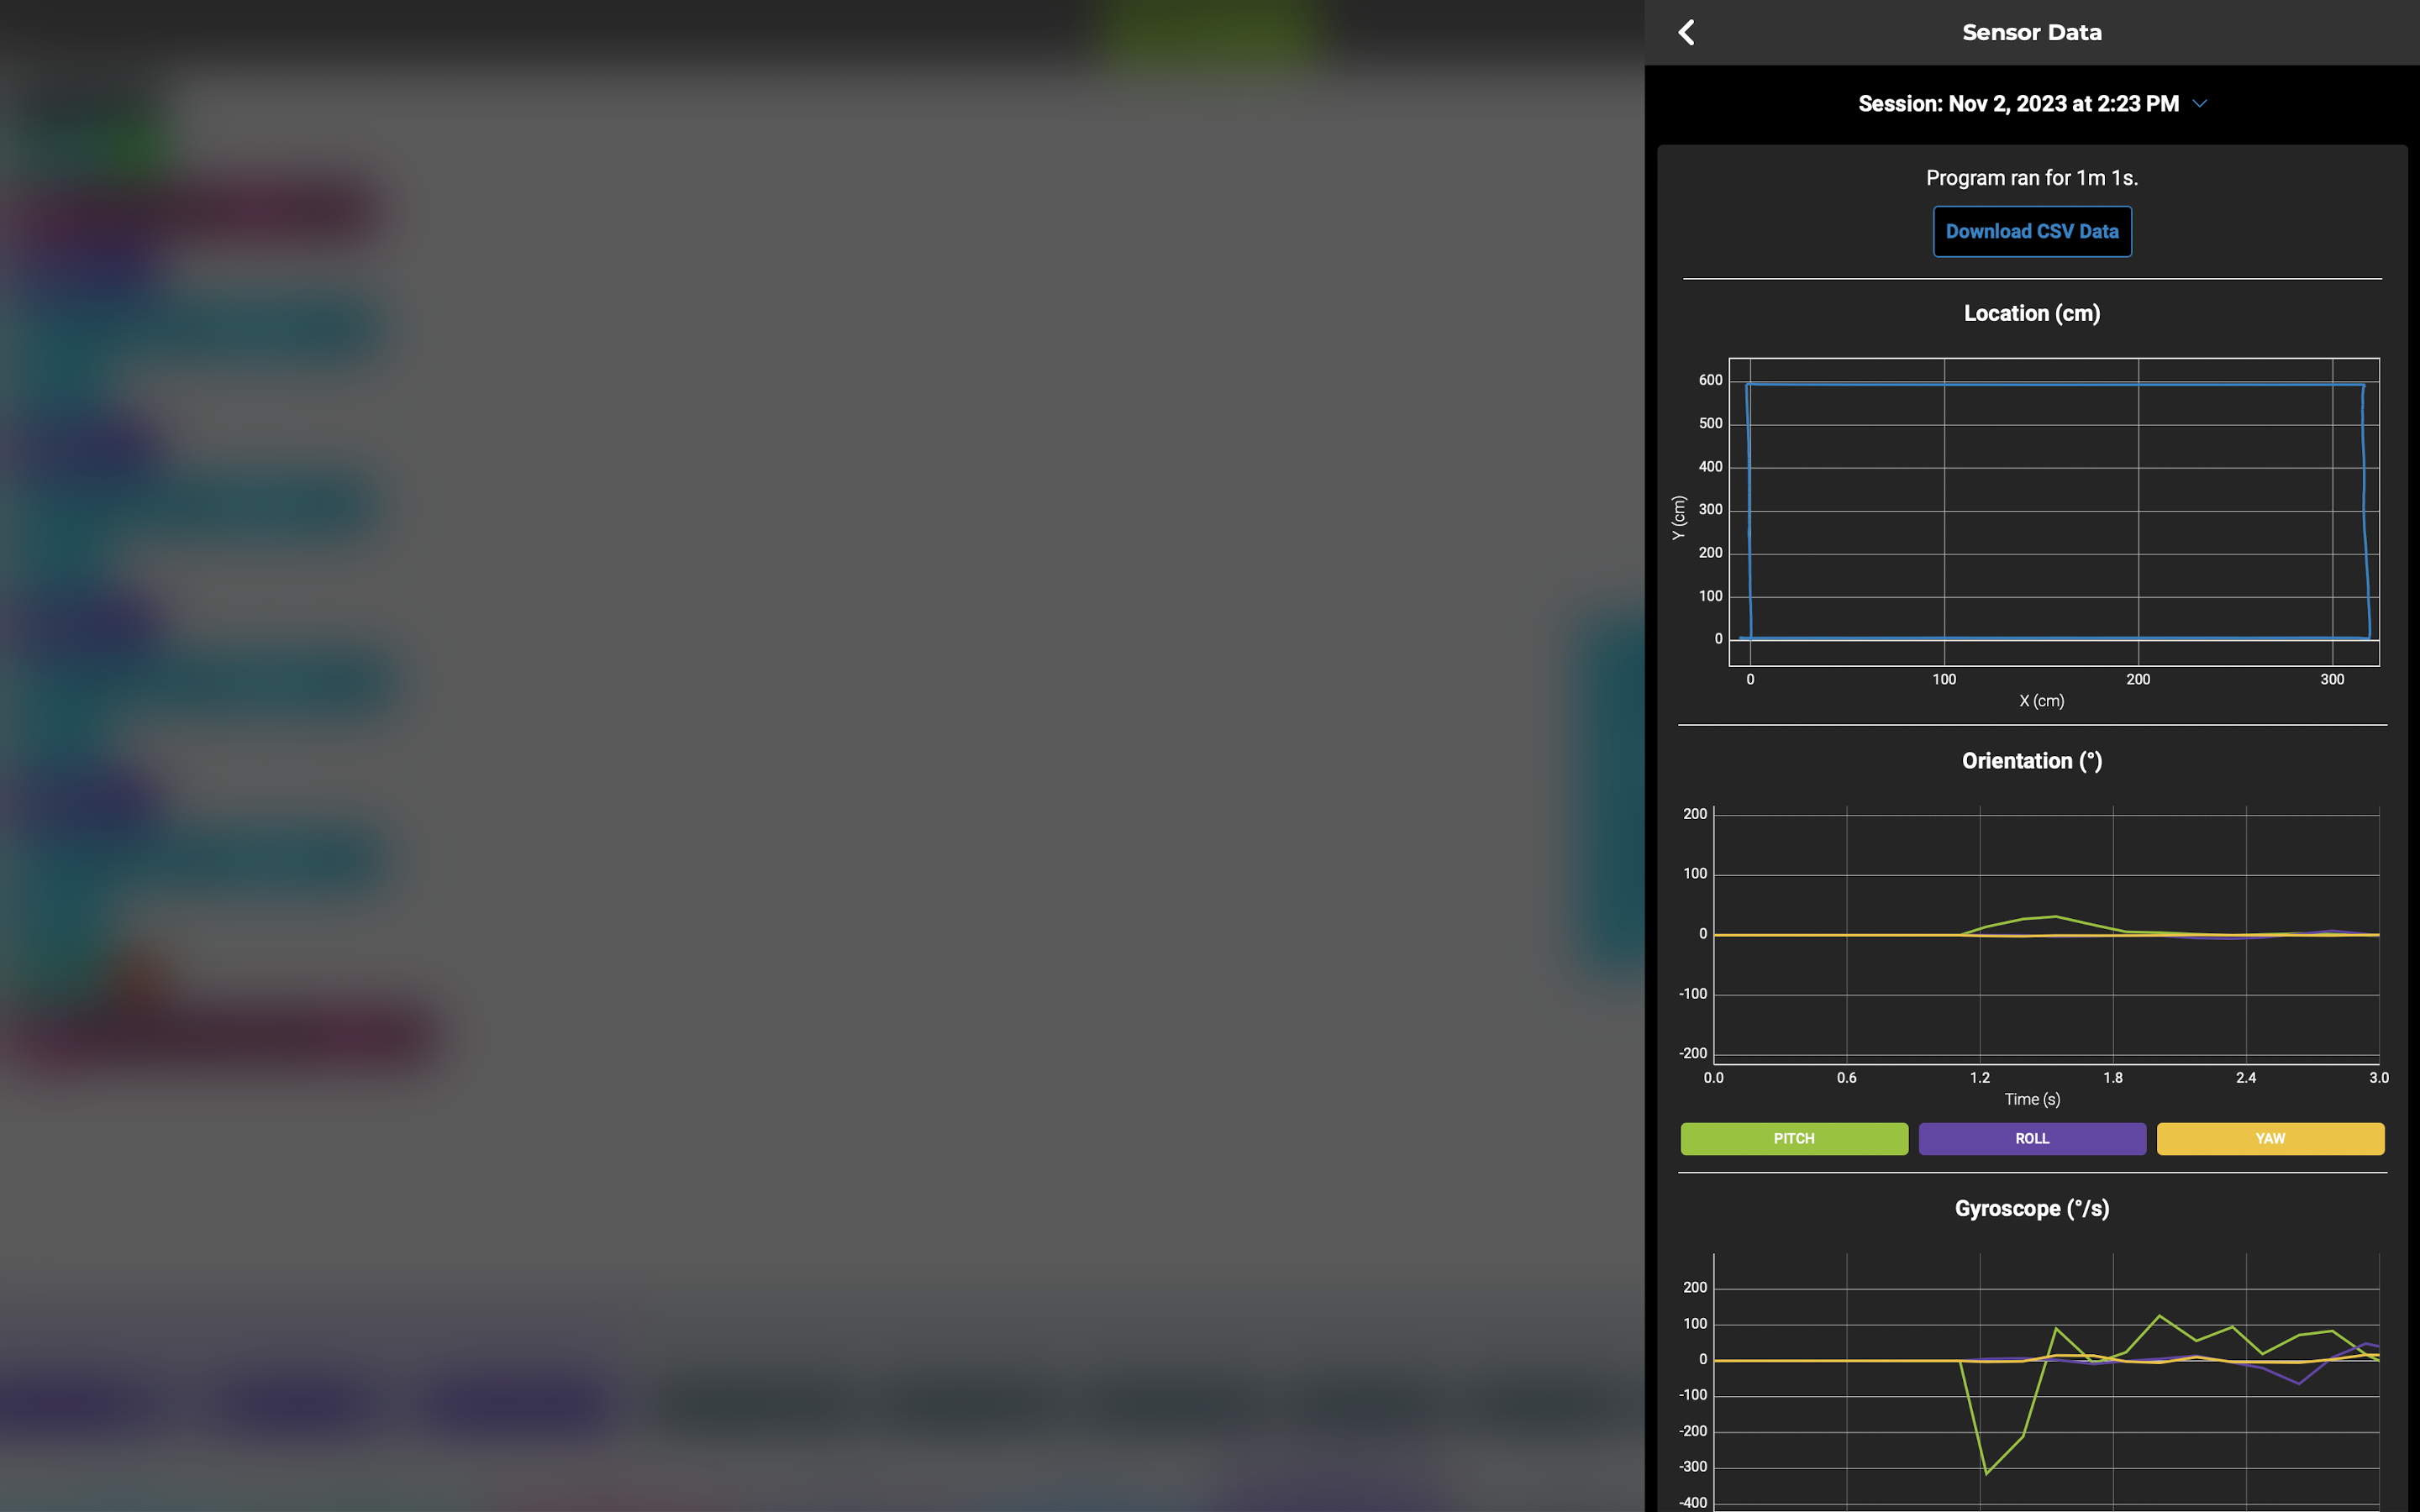 Sensor Data
Session: Nov 2, 2023 at 2:23 PM
Program ran for 1m 1s.
Download CSV Data
Location (cm)
600
500
400
300
200
100
0
Y (cm)
0 100 200 300
X (cm)
Orientation (°)
200
100
0
-100
-200
0.0 0.6 1.2 1.8 2.4 3.0
Time (s)
PITCH ROLL YAW
Gyroscope (°/s)
200
100
0
-100
-200
-300
-400